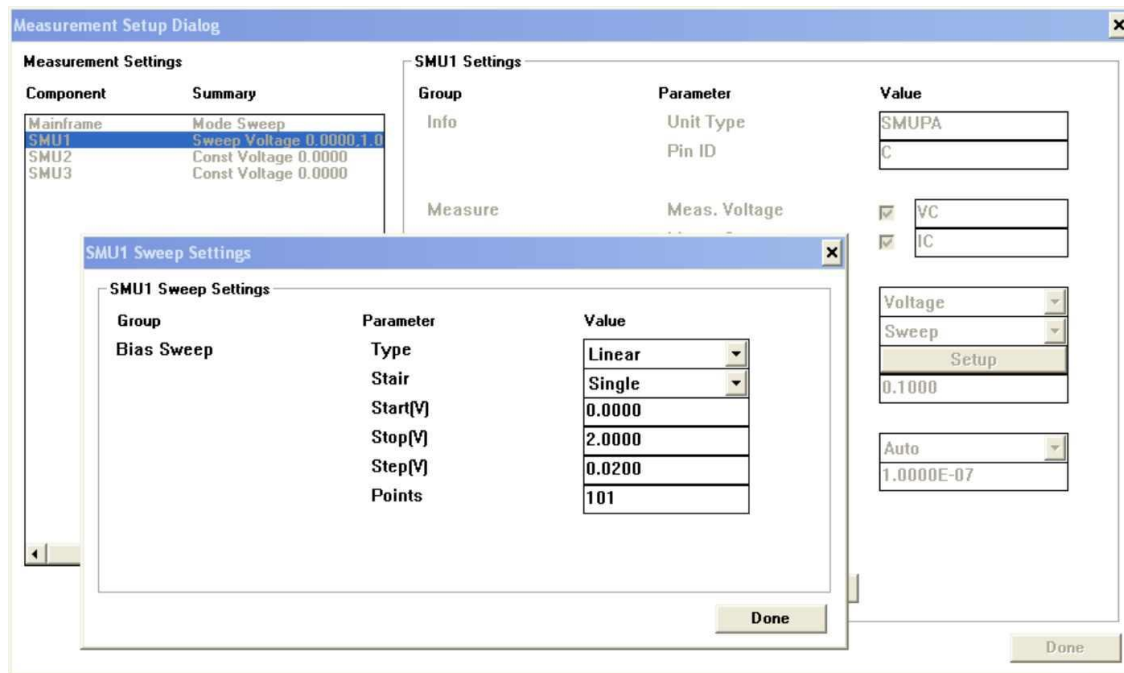 Measurement Setup Dialog
Measurement Settings
Component Summary
Mainframe Mode Sweep
SMU1 Sweep Voltage 0.0000,1.0
SMU2 Const Voltage 0.0000
SMU3 Const Voltage 0.0000
SMU1 Settings
Group Parameter Value
Info Unit Type SMUPA
Pin ID C
Measure Meas. Voltage VC
IC
Voltage
Sweep
Setup
0.1000
Auto
1.0000E-07
Done
SMU1 Sweep Settings
SMU1 Sweep Settings
Group Parameter Value
Bias Sweep Type Linear
Stair Single
Start(V) 0.0000
Stop(V) 2.0000
Step(V) 0.0200
Points 101
Done